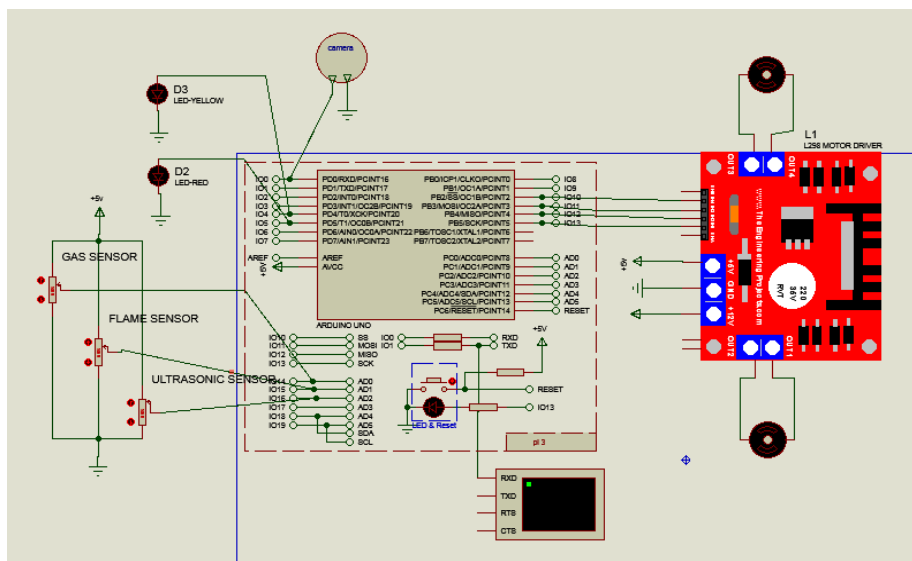 camera
D3
LED-YELLOW
D2
LED-RED
+5v
GAS SENSOR
FLAME SENSOR
ULTRASONIC SENSOR
IO0
IO1
IO2
IO3
IO4
IO5
IO6
IO7
AREF
+5V
PD0/RXD/PCINT16
PD1/TXD/PCINT17
PD2/INT0/PCINT18
PD3/INT1/OC2B/PCINT19
PD4/T0/XCK/PCINT20
PD5/T1/OC0B/PCINT21
PD6/AIN0/OC0A/PCINT22
PD7/AIN1/PCINT23
AREF
AVCC
PB0/ICP1/CLKO/PCINT0
PB1/OC1A/PCINT1
PB2/SS/OC1B/PCINT2
PB3/MOSI/OC2A/PCINT3
PB4/MISO/PCINT4
PB5/SCK/PCINT5
PB6/TOSC1/XTAL1/PCINT6
PB7/TOSC2/XTAL2/PCINT7
PC0/ADC0/PCINT8
PC1/ADC1/PCINT9
PC2/ADC2/PCINT10
PC3/ADC3/PCINT11
PC4/ADC4/SDA/PCINT12
PC5/ADC5/SCL/PCINT13
PC6/RESET/PCINT14
IO8
IO9
IO10
IO11
IO12
IO13
AD0
AD1
AD2
AD3
AD4
AD5
RESET
ARDUINO UNO
IO10 SS
IO11 MOSI
IO12 MISO
IO13 SCK
IO0 RXD
IO1 TXD
+5V
IO14 AD0
IO15 AD1
IO16 AD2
IO17 AD3
IO18 AD4
IO19 AD5
SDA
SCL
RESET
IO13
LED & Reset
pi 3
RXD
TXD
RTS
CTS
L1
L298 MOTOR DRIVER
OUT3
OUT4
www.TheEngineeringProjects.com
220
35V
RVT
+5V
GND
+12V
+5v
OUT2
OUT1